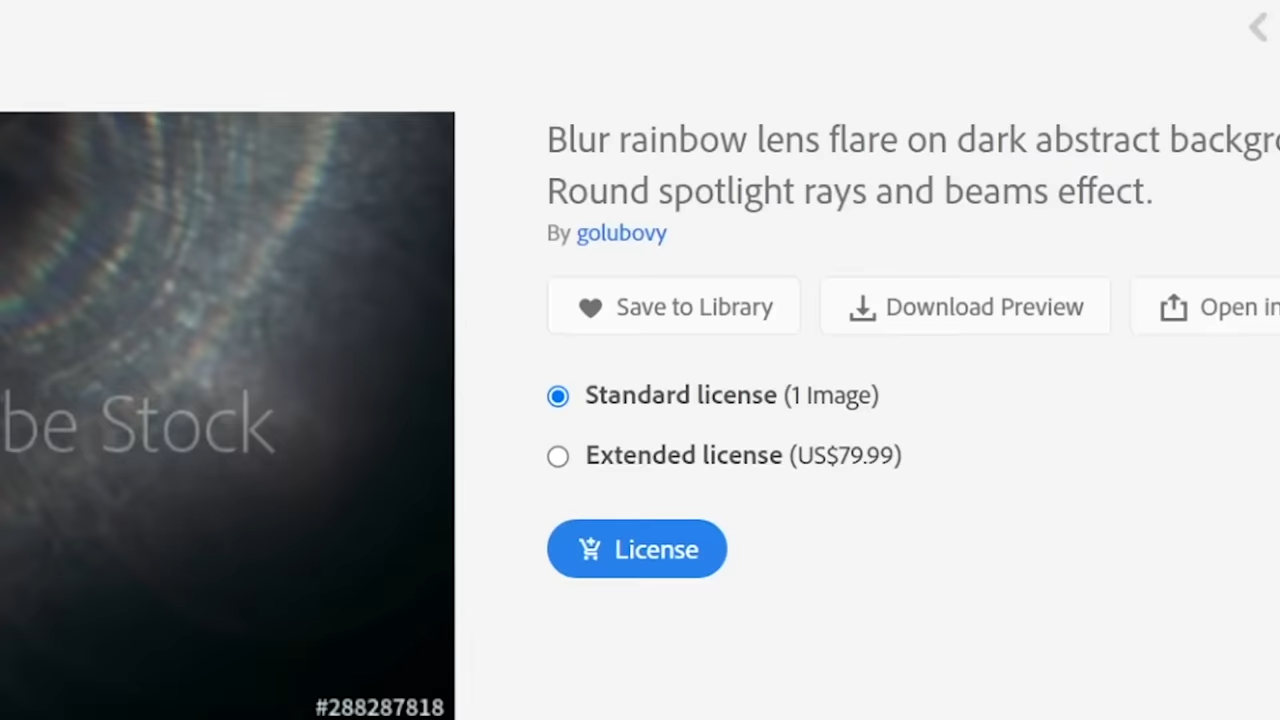 Blur rainbow lens flare on dark abstract
Round spotlight rays and beams effect.
By golubovy
Save to Library
Download Preview
Open in
Standard license (1 Image)
Extended license (US$79.99)
be Stock
License
#288287818